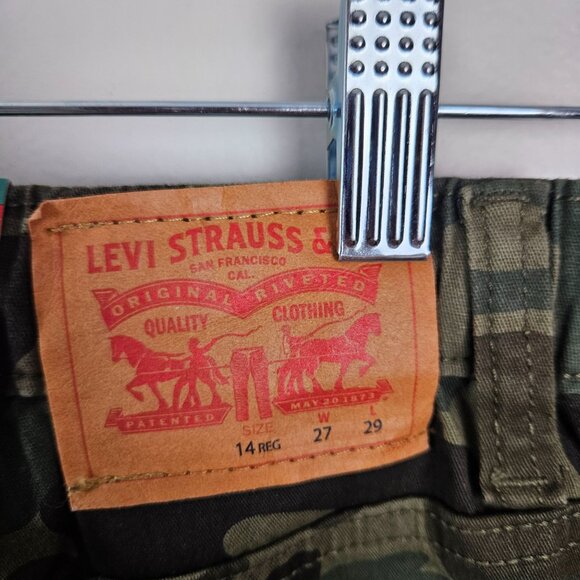 LEVI STRAUSS &
SAN FRANCISCO
CAL.
ORIGINAL RIVETED
QUALITY CLOTHING
PATENTED
MAY 20 1873
SIZE W L
14 REG 27 29